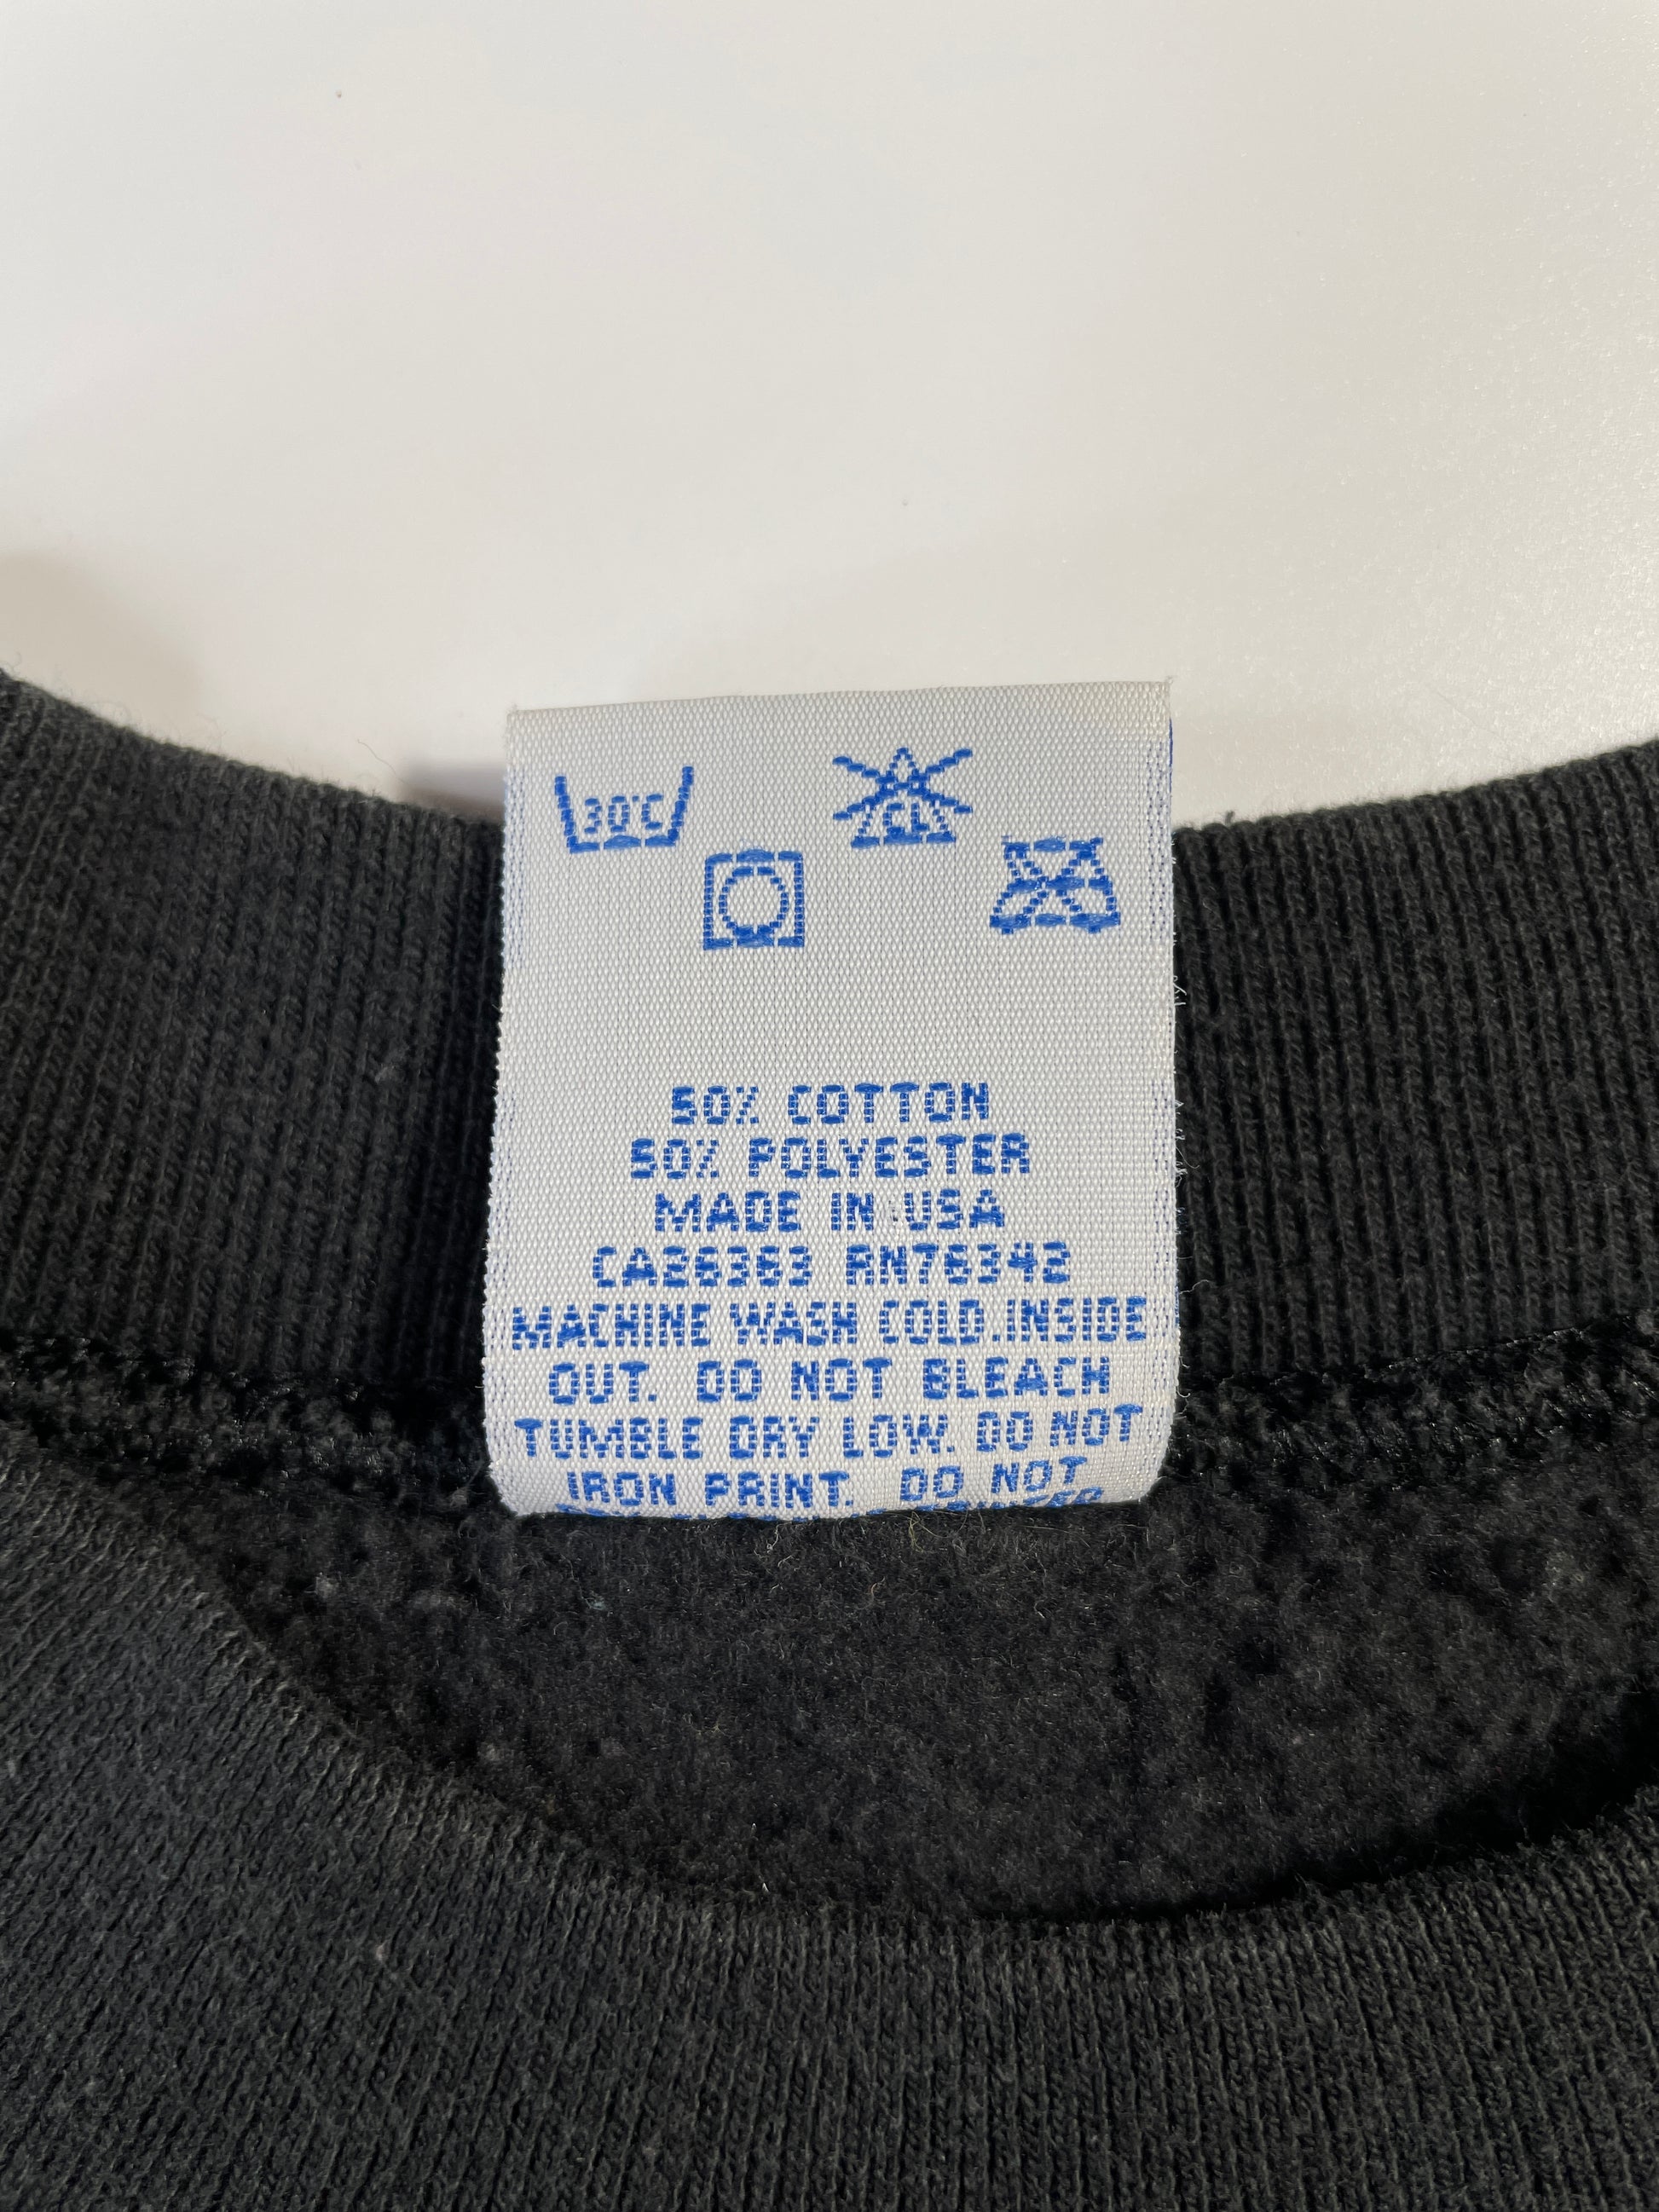 30°C
CL
50% COTTON
50% POLYESTER
MADE IN USA
CA26363 RN76342
MACHINE WASH COLD.INSIDE
OUT. DO NOT BLEACH
TUMBLE DRY LOW. DO NOT
IRON PRINT. DO NOT